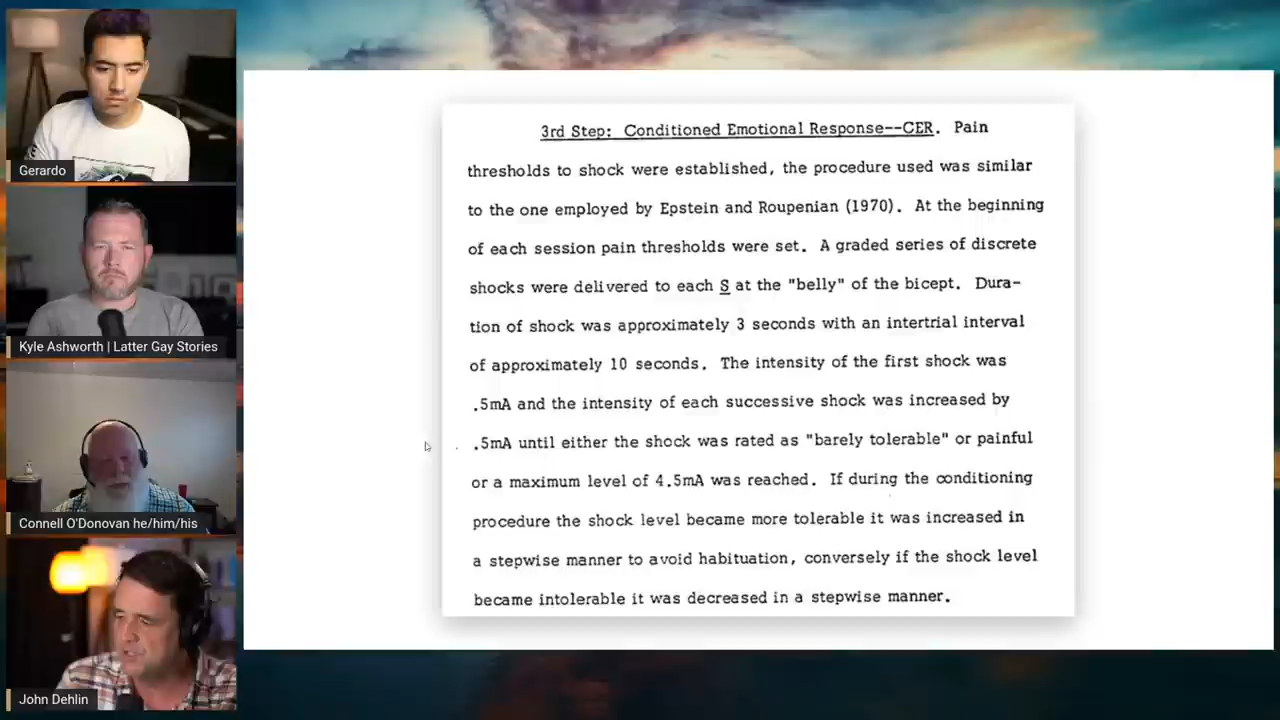 Gerardo
Kyle Ashworth | Latter Gay Stories
Connell O'Donovan he/him/his
John Dehlin
3rd Step: Conditioned Emotional Response--CER. Pain
thresholds to shock were established, the procedure used was similar
to the one employed by Epstein and Roupenian (1970). At the beginning
of each session pain thresholds were set. A graded series of discrete
shocks were delivered to each S at the "belly" of the bicept. Dura-
tion of shock was approximately 3 seconds with an intertrial interval
of approximately 10 seconds. The intensity of the first shock was
.5mA and the intensity of each successive shock was increased by
.5mA until either the shock was rated as "barely tolerable" or painful
or a maximum level of 4.5mA was reached. If during the conditioning
procedure the shock level became more tolerable it was increased in
a stepwise manner to avoid habituation, conversely if the shock level
became intolerable it was decreased in a stepwise manner.